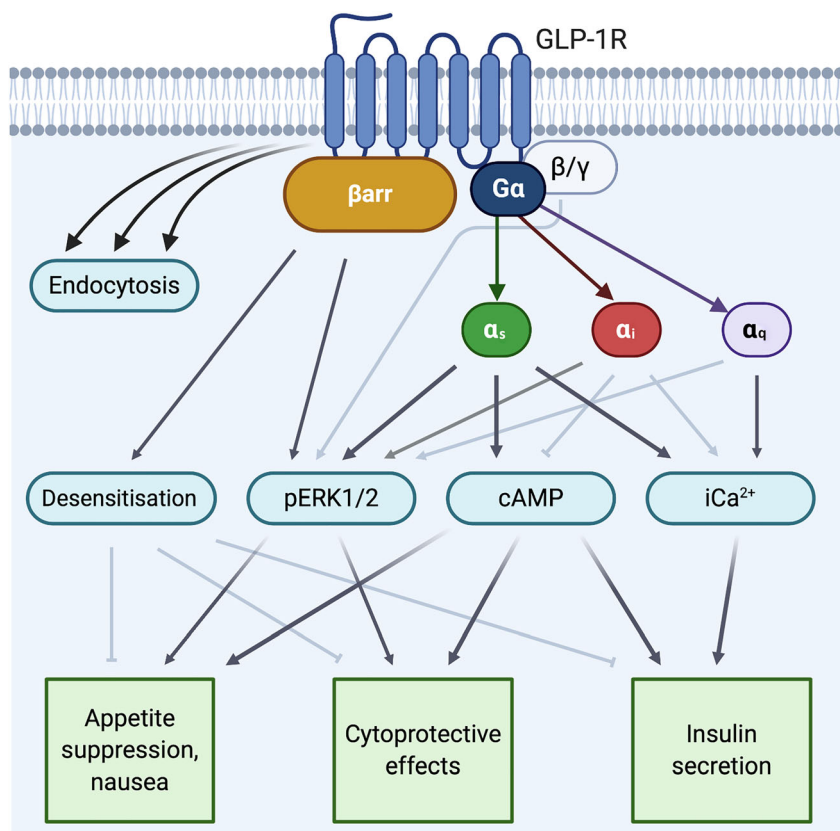 GLP-1R
βarr
Gα
β/γ
Endocytosis
αs
αi
αq
Desensitisation
pERK1/2
cAMP
iCa²⁺
Appetite
suppression,
nausea
Cytoprotective
effects
Insulin
secretion